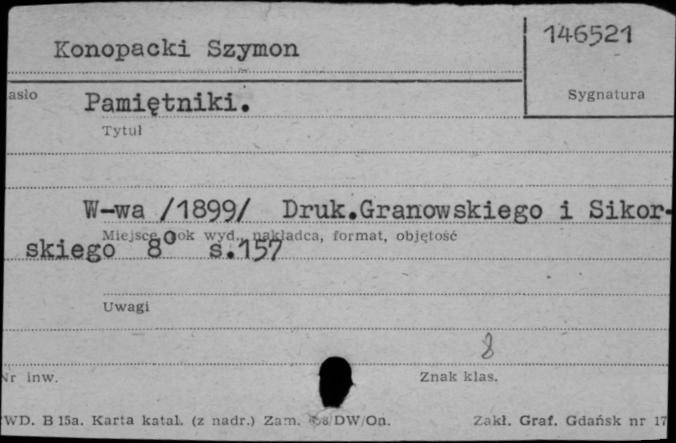 146521
Konopacki Szymon
asło
Sygnatura
Pamiętniki.
Tytuł
W-wa /1899/ Druk.Granowskiego i Sikor-
Miejsce, rok wyd., nakładca, format, objętość
skiego 8° s.157
Uwagi
8
Nr inw.
Znak klas.
WD. B 15a. Karta katal. (z nadr.) Zam. DW/On.
Zakł. Graf. Gdańsk nr 17